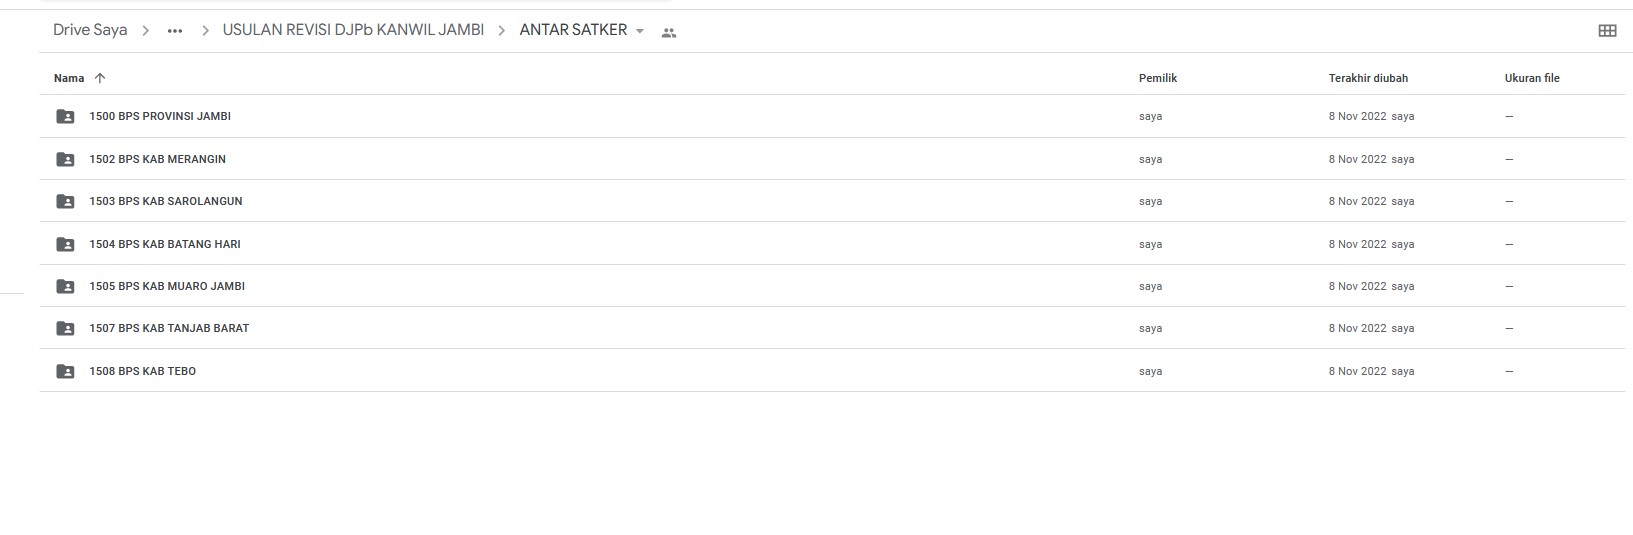 Drive Saya > ... > USULAN REVISI DJPb KANWIL JAMBI > ANTAR SATKER
Nama Pemilik Terakhir diubah Ukuran file
1500 BPS PROVINSI JAMBI saya 8 Nov 2022 saya —
1502 BPS KAB MERANGIN saya 8 Nov 2022 saya —
1503 BPS KAB SAROLANGUN saya 8 Nov 2022 saya —
1504 BPS KAB BATANG HARI saya 8 Nov 2022 saya —
1505 BPS KAB MUARO JAMBI saya 8 Nov 2022 saya —
1507 BPS KAB TANJAB BARAT saya 8 Nov 2022 saya —
1508 BPS KAB TEBO saya 8 Nov 2022 saya —